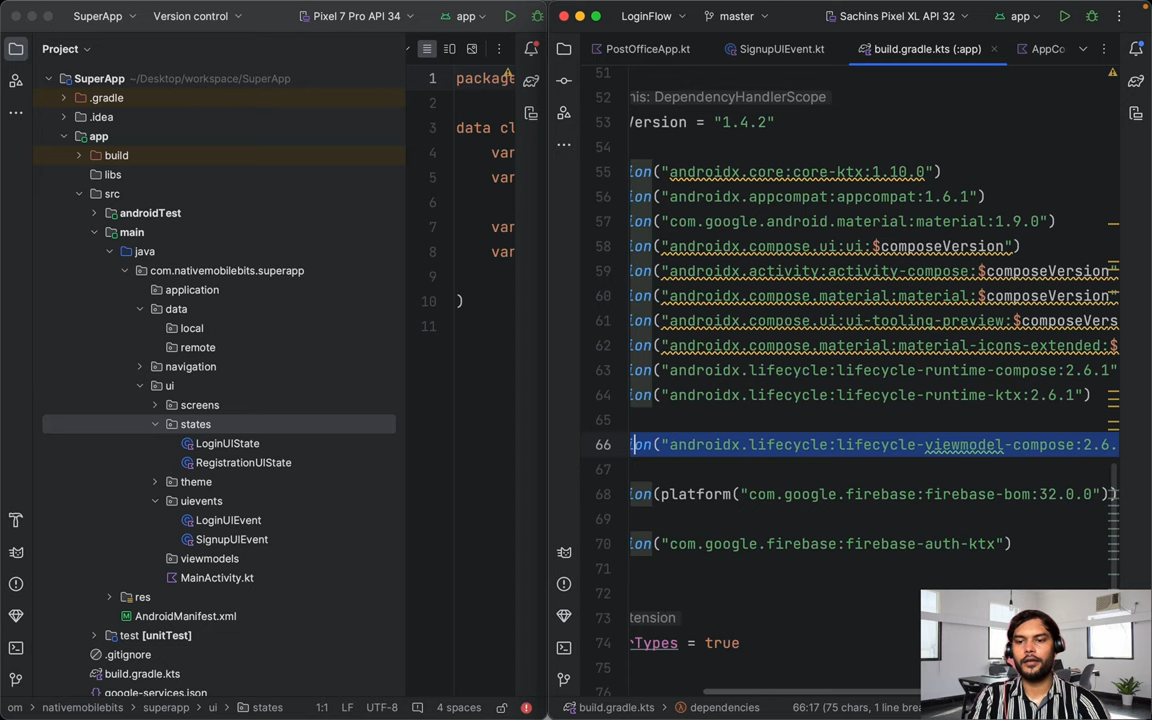 SuperApp
Version control
Pixel 7 Pro API 34
app
LoginFlow
master
Sachins Pixel XL API 32
app
Project
PostOfficeApp.kt
SignupUIEvent.kt
build.gradle.kts (:app)
AppCo
SuperApp ~/Desktop/workspace/SuperApp
.gradle
.idea
app
build
libs
src
androidTest
main
java
com.nativemobilebits.superapp
application
data
local
remote
navigation
ui
screens
states
LoginUIState
RegistrationUIState
theme
uievents
LoginUIEvent
SignupUIEvent
viewmodels
MainActivity.kt
res
AndroidManifest.xml
test [unitTest]
.gitignore
build.gradle.kts
google-services.json
1 package
2
3 data cl
4 var
5 var
6
7 var
8 var
9
10 )
11
51
52 his: DependencyHandlerScope
53 Version = "1.4.2"
54
55 ion("androidx.core:core-ktx:1.10.0")
56 ion("androidx.appcompat:appcompat:1.6.1")
57 ion("com.google.android.material:material:1.9.0")
58 ion("androidx.compose.ui:ui:$composeVersion")
59 ion("androidx.activity:activity-compose:$composeVersion"
60 ion("androidx.compose.material:material:$composeVersion"
61 ion("androidx.compose.ui:ui-tooling-preview:$composeVers
62 ion("androidx.compose.material:material-icons-extended:$
63 ion("androidx.lifecycle:lifecycle-runtime-compose:2.6.1"
64 ion("androidx.lifecycle:lifecycle-runtime-ktx:2.6.1")
65
66 ion("androidx.lifecycle:lifecycle-viewmodel-compose:2.6.
67
68 ion(platform("com.google.firebase:firebase-bom:32.0.0"))
69
70 ion("com.google.firebase:firebase-auth-ktx")
71
72
73 tension
74 rTypes = true
75
76
om > nativemobilebits > superapp > ui > states
1:1 LF UTF-8 4 spaces
build.gradle.kts > dependencies
66:17 (75 chars, 1 line brea